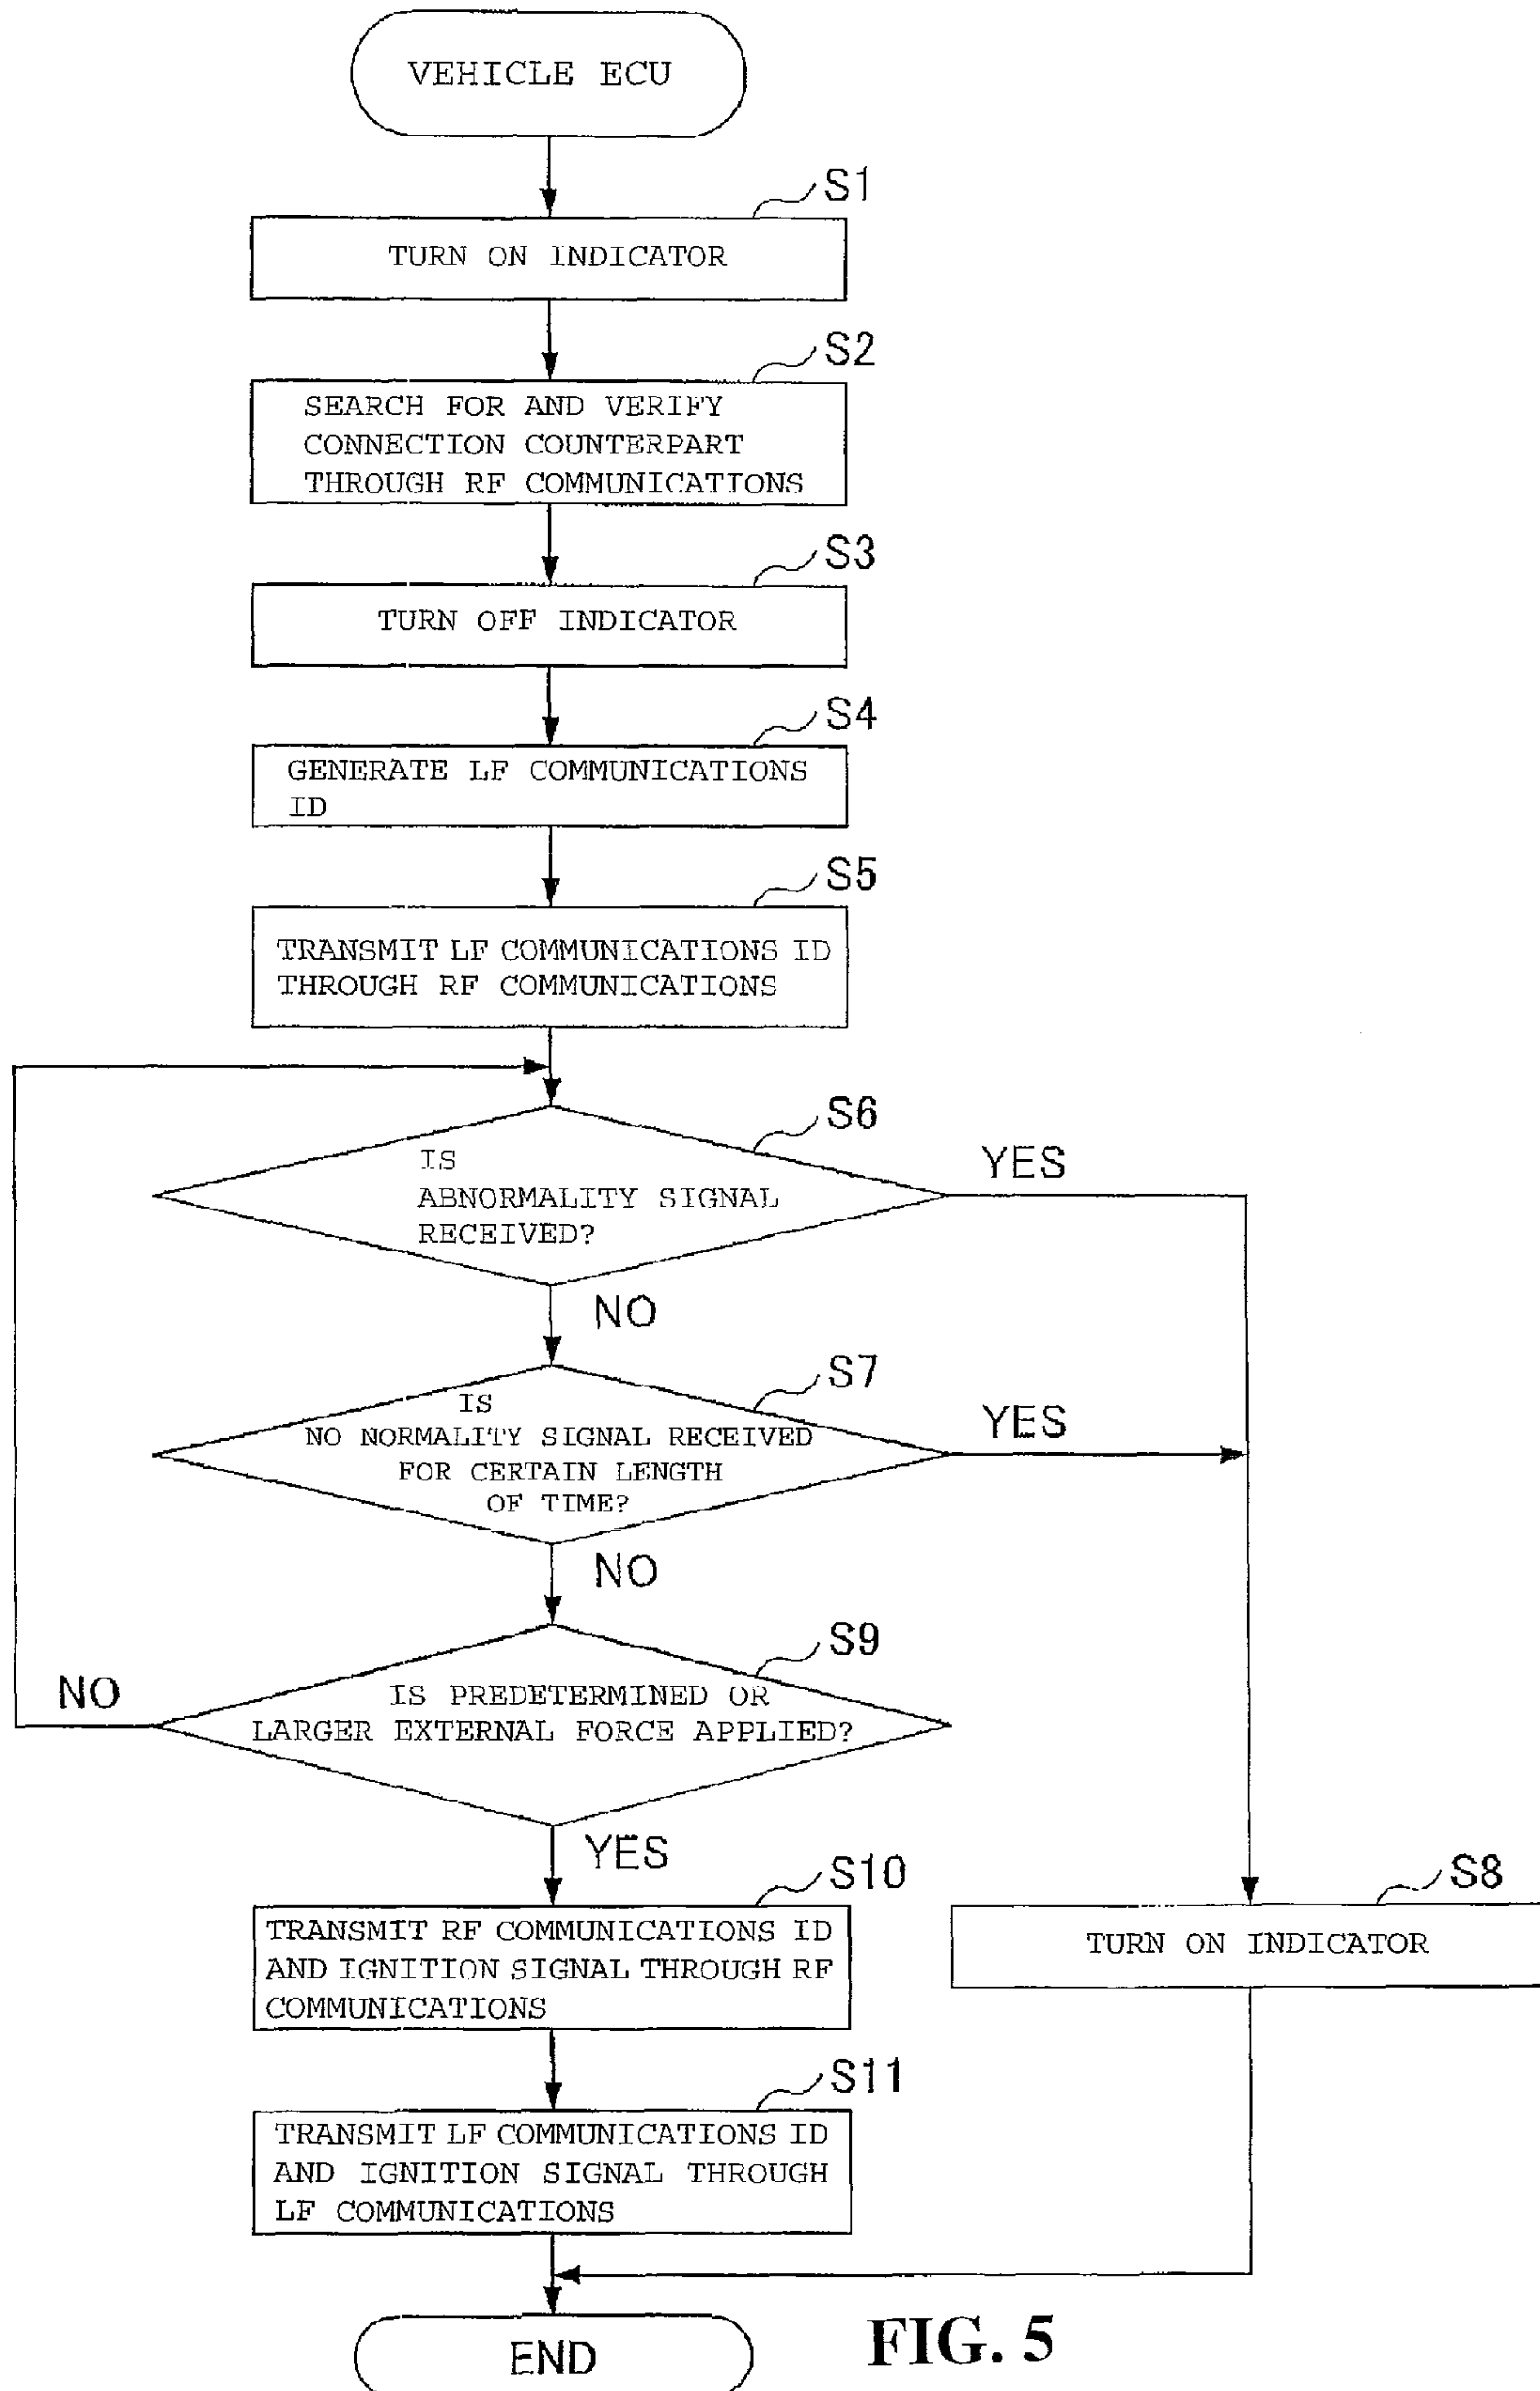 VEHICLE ECU
S1
TURN ON INDICATOR
S2
SEARCH FOR AND VERIFY
CONNECTION COUNTERPART
THROUGH RF COMMUNICATIONS
S3
TURN OFF INDICATOR
S4
GENERATE LF COMMUNICATIONS
ID
S5
TRANSMIT LF COMMUNICATIONS ID
THROUGH RF COMMUNICATIONS
S6
IS
ABNORMALITY SIGNAL
RECEIVED?
YES
NO
S7
IS
NO NORMALITY SIGNAL RECEIVED
FOR CERTAIN LENGTH
OF TIME?
YES
NO
S9
IS PREDETERMINED OR
LARGER EXTERNAL FORCE APPLIED?
NO
YES
S10
TRANSMIT RF COMMUNICATIONS ID
AND IGNITION SIGNAL THROUGH RF
COMMUNICATIONS
S8
TURN ON INDICATOR
S11
TRANSMIT LF COMMUNICATIONS ID
AND IGNITION SIGNAL THROUGH
LF COMMUNICATIONS
END
FIG. 5